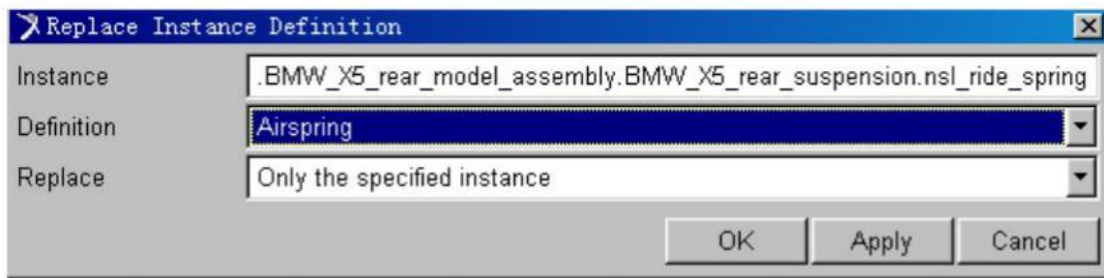 Replace Instance Definition
Instance .BMW_X5_rear_model_assembly.BMW_X5_rear_suspension.nsl_ride_spring
Definition Airspring
Replace Only the specified instance
OK Apply Cancel